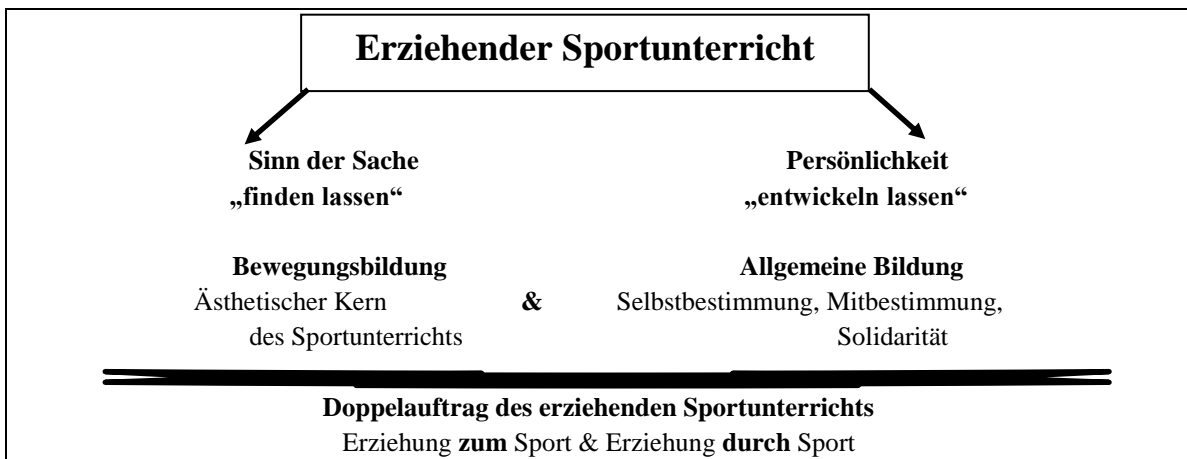 Erziehender Sportunterricht
Sinn der Sache
„finden lassen“
Persönlichkeit
„entwickeln lassen“
Bewegungsbildung
Ästhetischer Kern
des Sportunterrichts
&
Allgemeine Bildung
Selbstbestimmung, Mitbestimmung,
Solidarität
Doppelauftrag des erziehenden Sportunterrichts
Erziehung zum Sport & Erziehung durch Sport